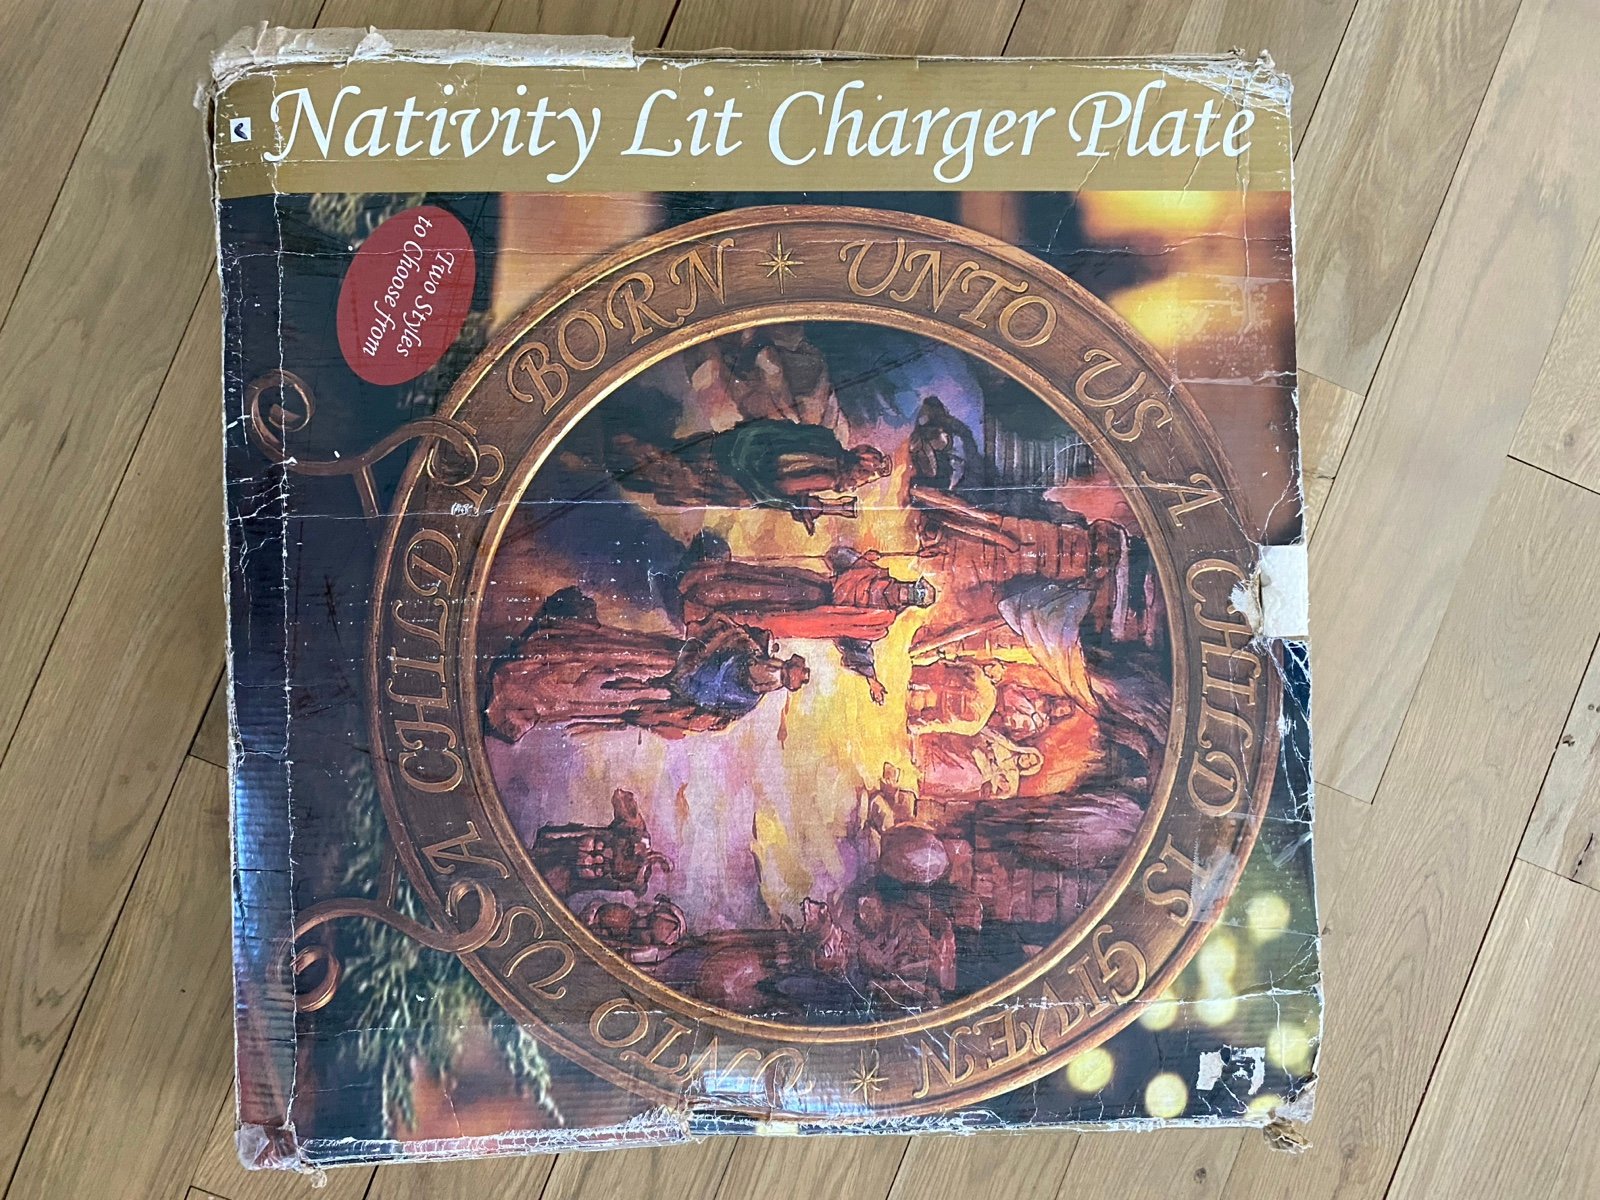 Nativity Lit Charger Plate
Two Styles
to Choose from
UNTO US A CHILD IS BORN
UNTO US A CHILD IS GIVEN